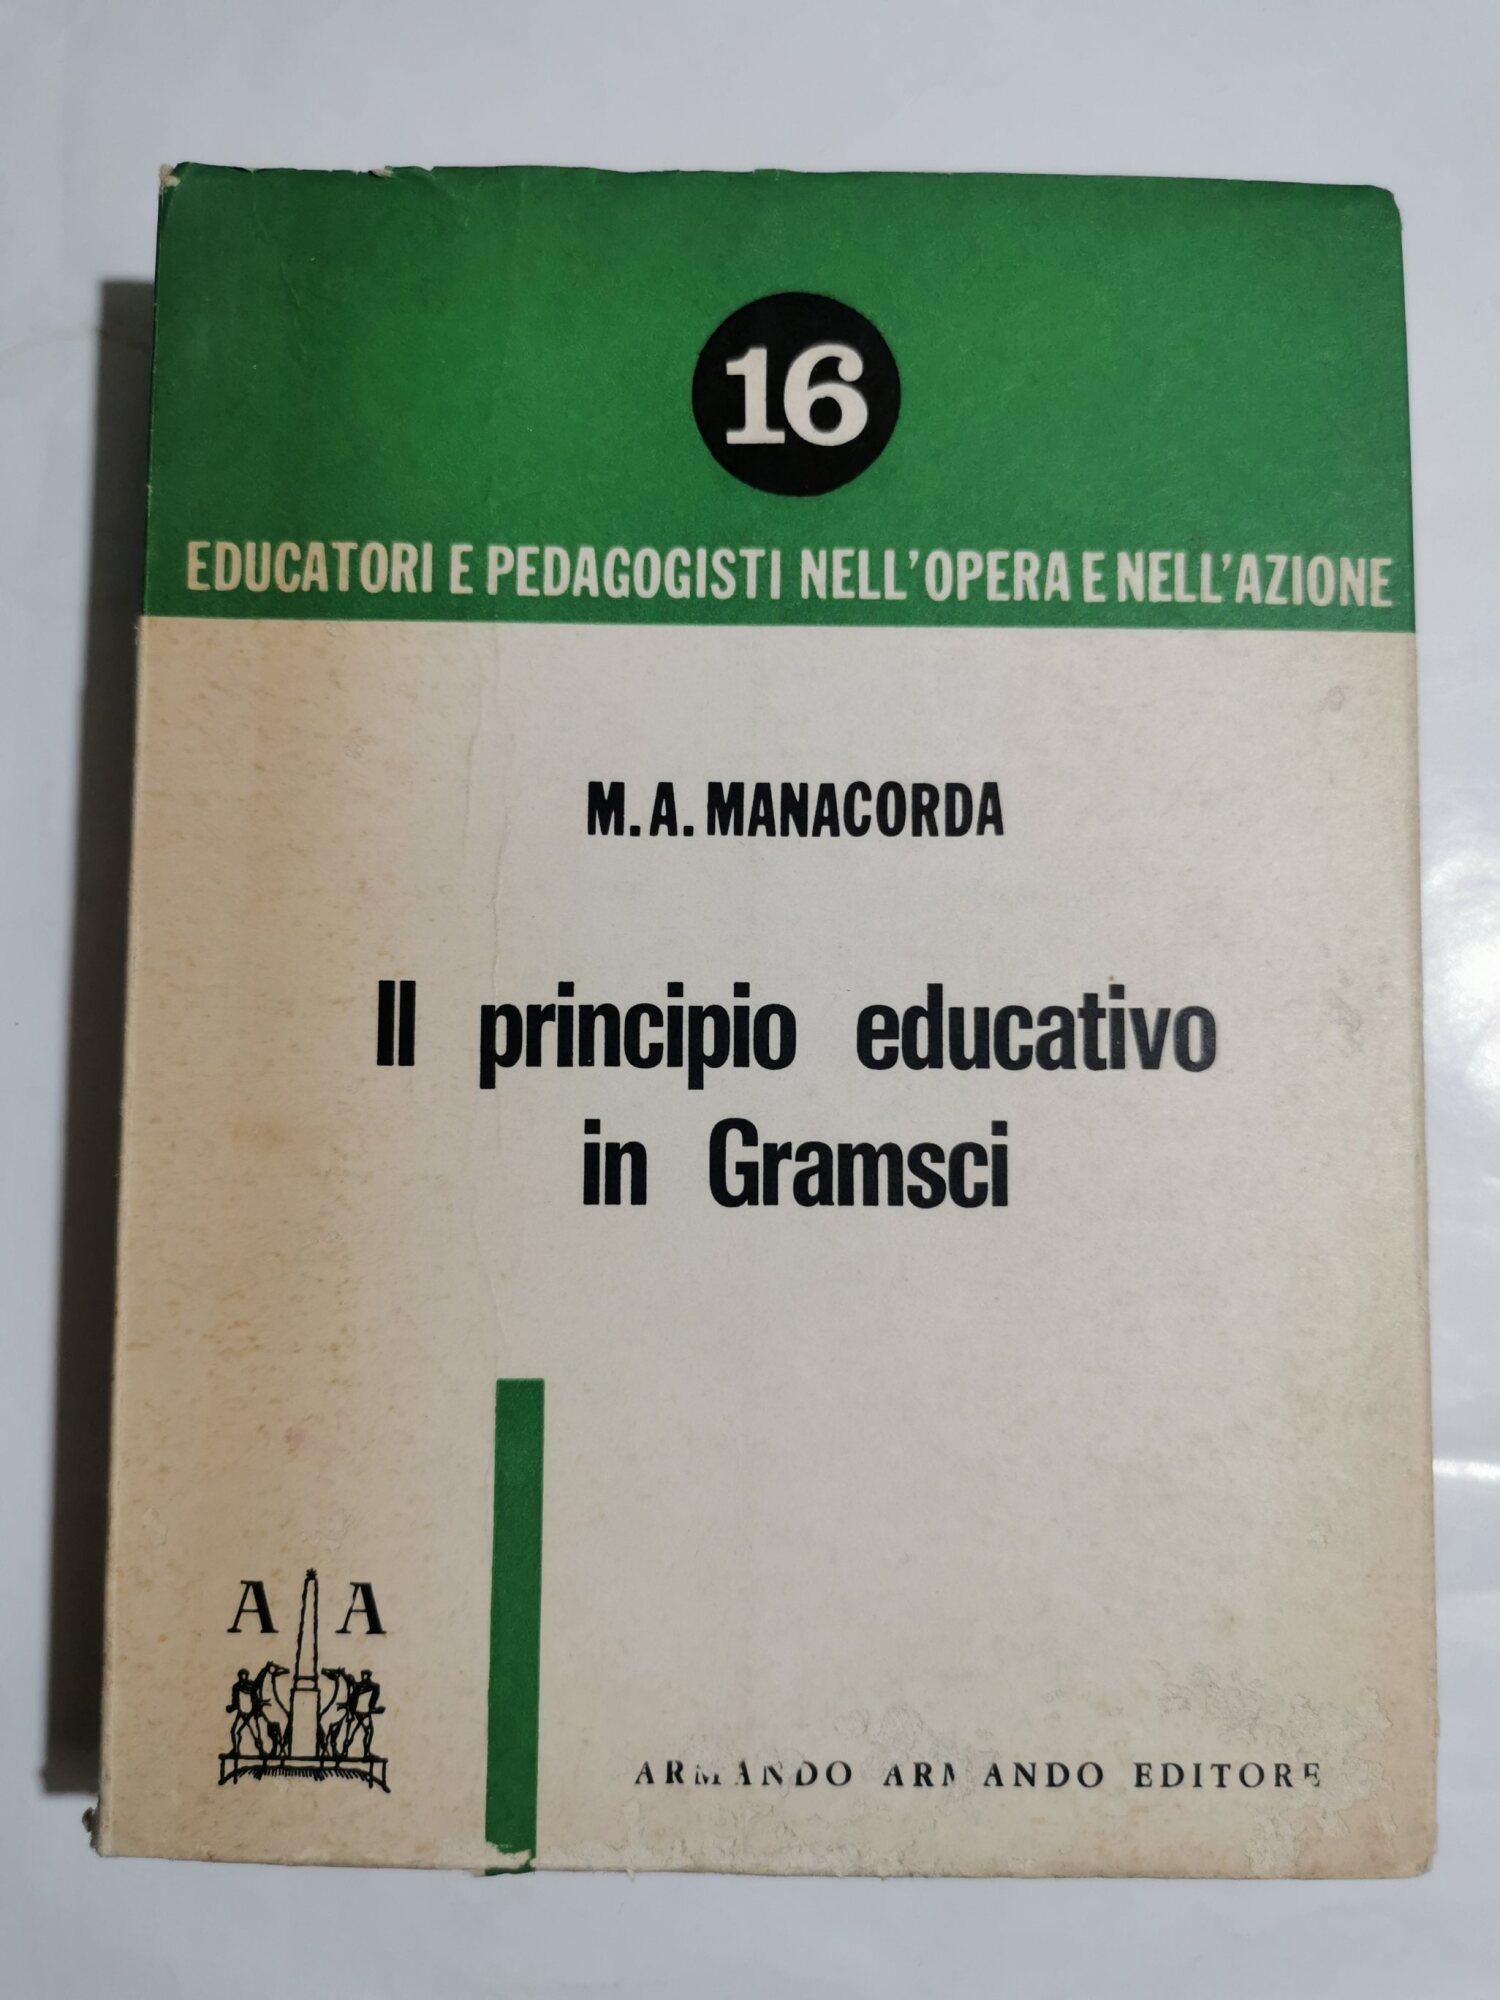 16
EDUCATORI E PEDAGOGISTI NELL'OPERA E NELL'AZIONE
M. A. MANACORDA
Il principio educativo
in Gramsci
A A
ARMANDO ARMANDO EDITORE